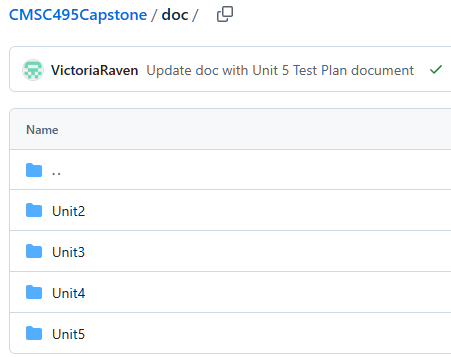 CMSC495Capstone / doc /
VictoriaRaven Update doc with Unit 5 Test Plan document
Name
..
Unit2
Unit3
Unit4
Unit5